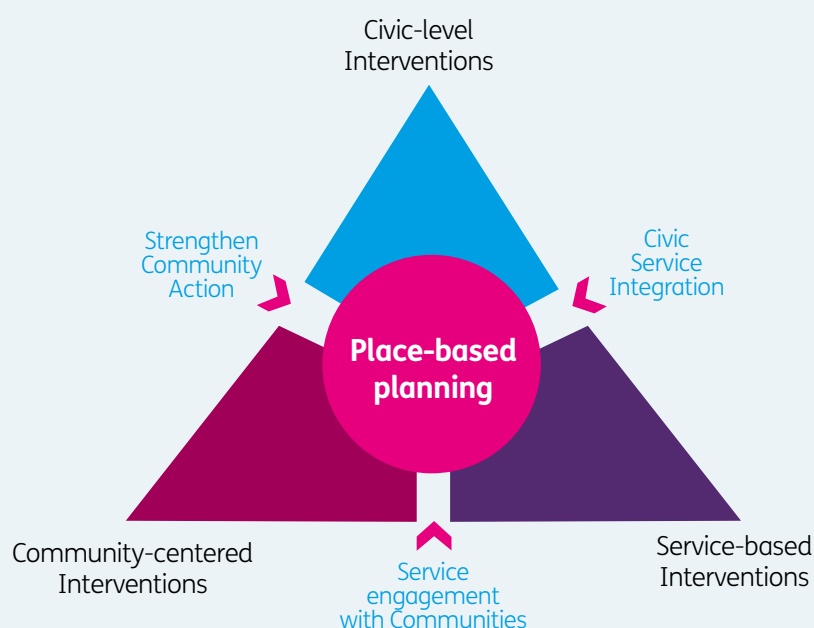 Civic-level
Interventions
Strengthen
Community
Action
Civic
Service
Integration
Place-based
planning
Community-centered
Interventions
Service-based
Interventions
Service
engagement
with Communities